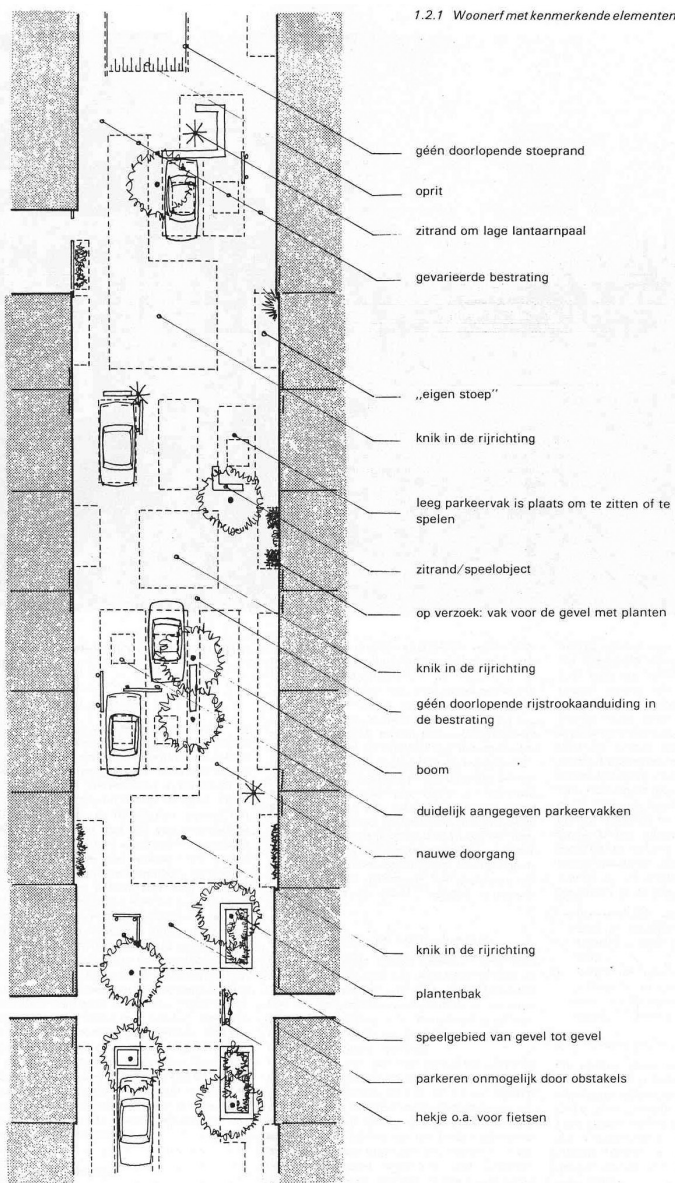 1.2.1 Woonerf met kenmerkende elementen
géén doorlopende stoeprand
oprit
zitrand om lage lantaarnpaal
gevarieerde bestrating
,,eigen stoep''
knik in de rijrichting
leeg parkeervak is plaats om te zitten of te
spelen
zitrand/speelobject
op verzoek: vak voor de gevel met planten
knik in de rijrichting
géén doorlopende rijstrookaanduiding in
de bestrating
boom
duidelijk aangegeven parkeervakken
nauwe doorgang
knik in de rijrichting
plantenbak
speelgebied van gevel tot gevel
parkeren onmogelijk door obstakels
hekje o.a. voor fietsen